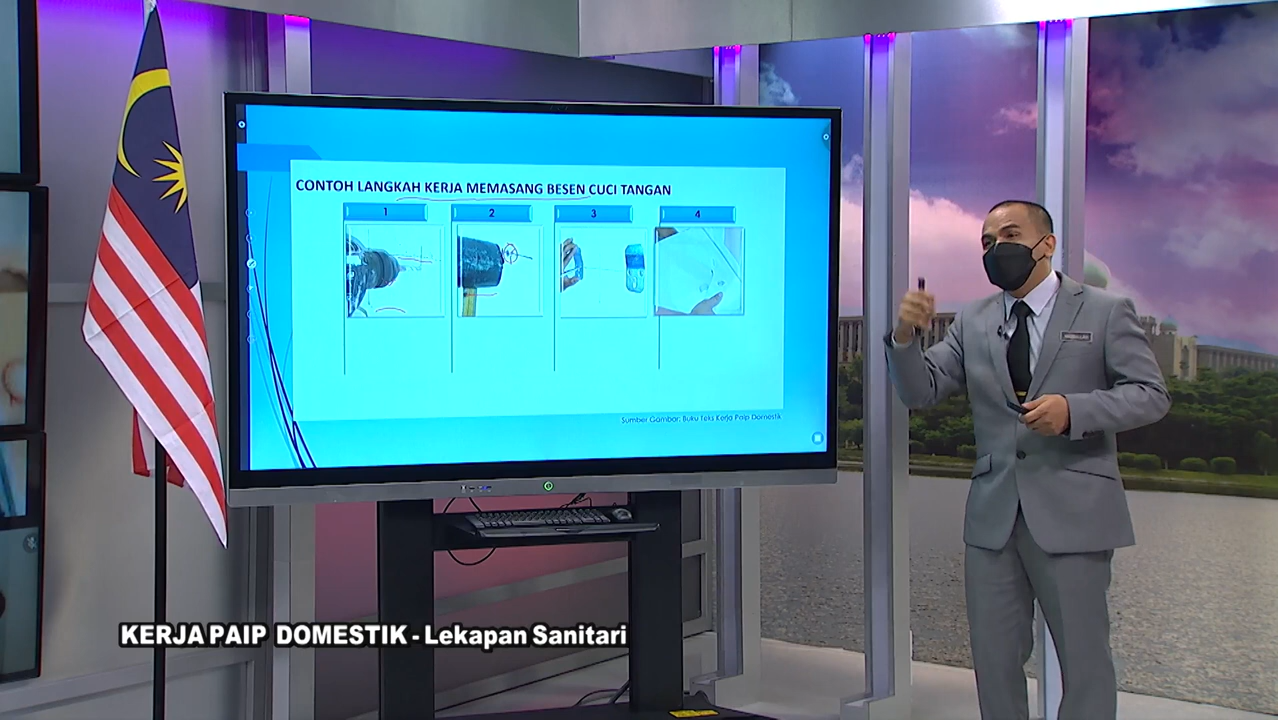 CONTOH LANGKAH KERJA MEMASANG BESEN CUCI TANGAN
1 2 3 4
Sumber Gambar: Buku Teks Kerja Paip Domestik
KERJA PAIP DOMESTIK - Lekapan Sanitari